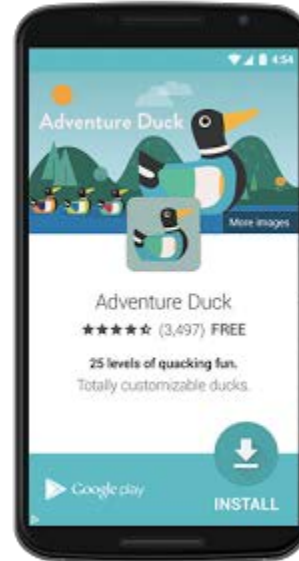 4:54
Adventure Duck
More images
Adventure Duck
(3,497) FREE
25 levels of quacking fun.
Totally customizable ducks.
Google play
INSTALL